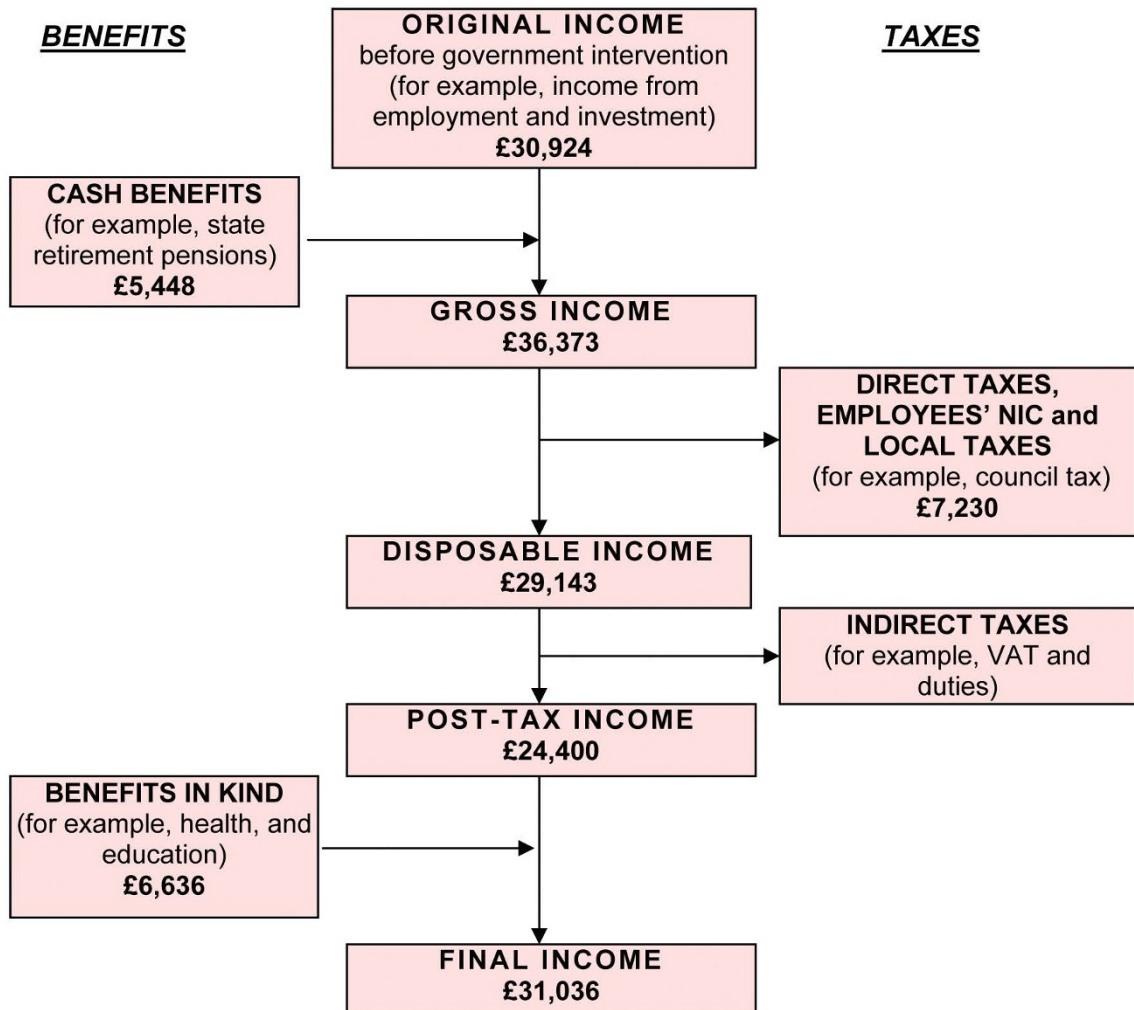 BENEFITS
ORIGINAL INCOME
before government intervention
(for example, income from
employment and investment)
£30,924
TAXES
CASH BENEFITS
(for example, state
retirement pensions)
£5,448
GROSS INCOME
£36,373
DIRECT TAXES,
EMPLOYEES’ NIC and
LOCAL TAXES
(for example, council tax)
£7,230
DISPOSABLE INCOME
£29,143
INDIRECT TAXES
(for example, VAT and
duties)
POST-TAX INCOME
£24,400
BENEFITS IN KIND
(for example, health, and
education)
£6,636
FINAL INCOME
£31,036